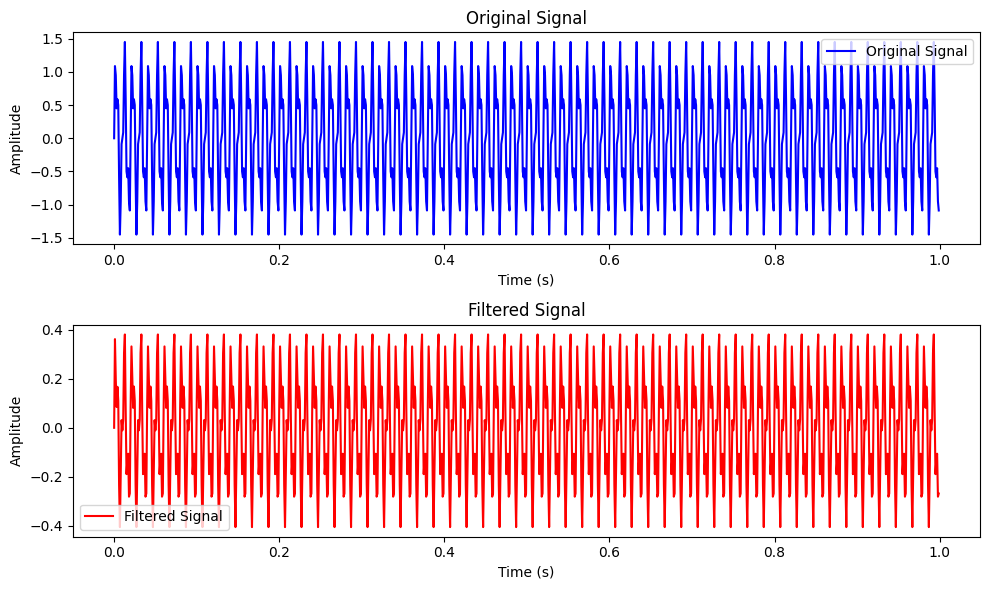 Original Signal
Original Signal
Amplitude
1.5
1.0
0.5
0.0
−0.5
−1.0
−1.5
0.0 0.2 0.4 0.6 0.8 1.0
Time (s)
Filtered Signal
Amplitude
0.4
0.2
0.0
−0.2
−0.4
Filtered Signal
0.0 0.2 0.4 0.6 0.8 1.0
Time (s)